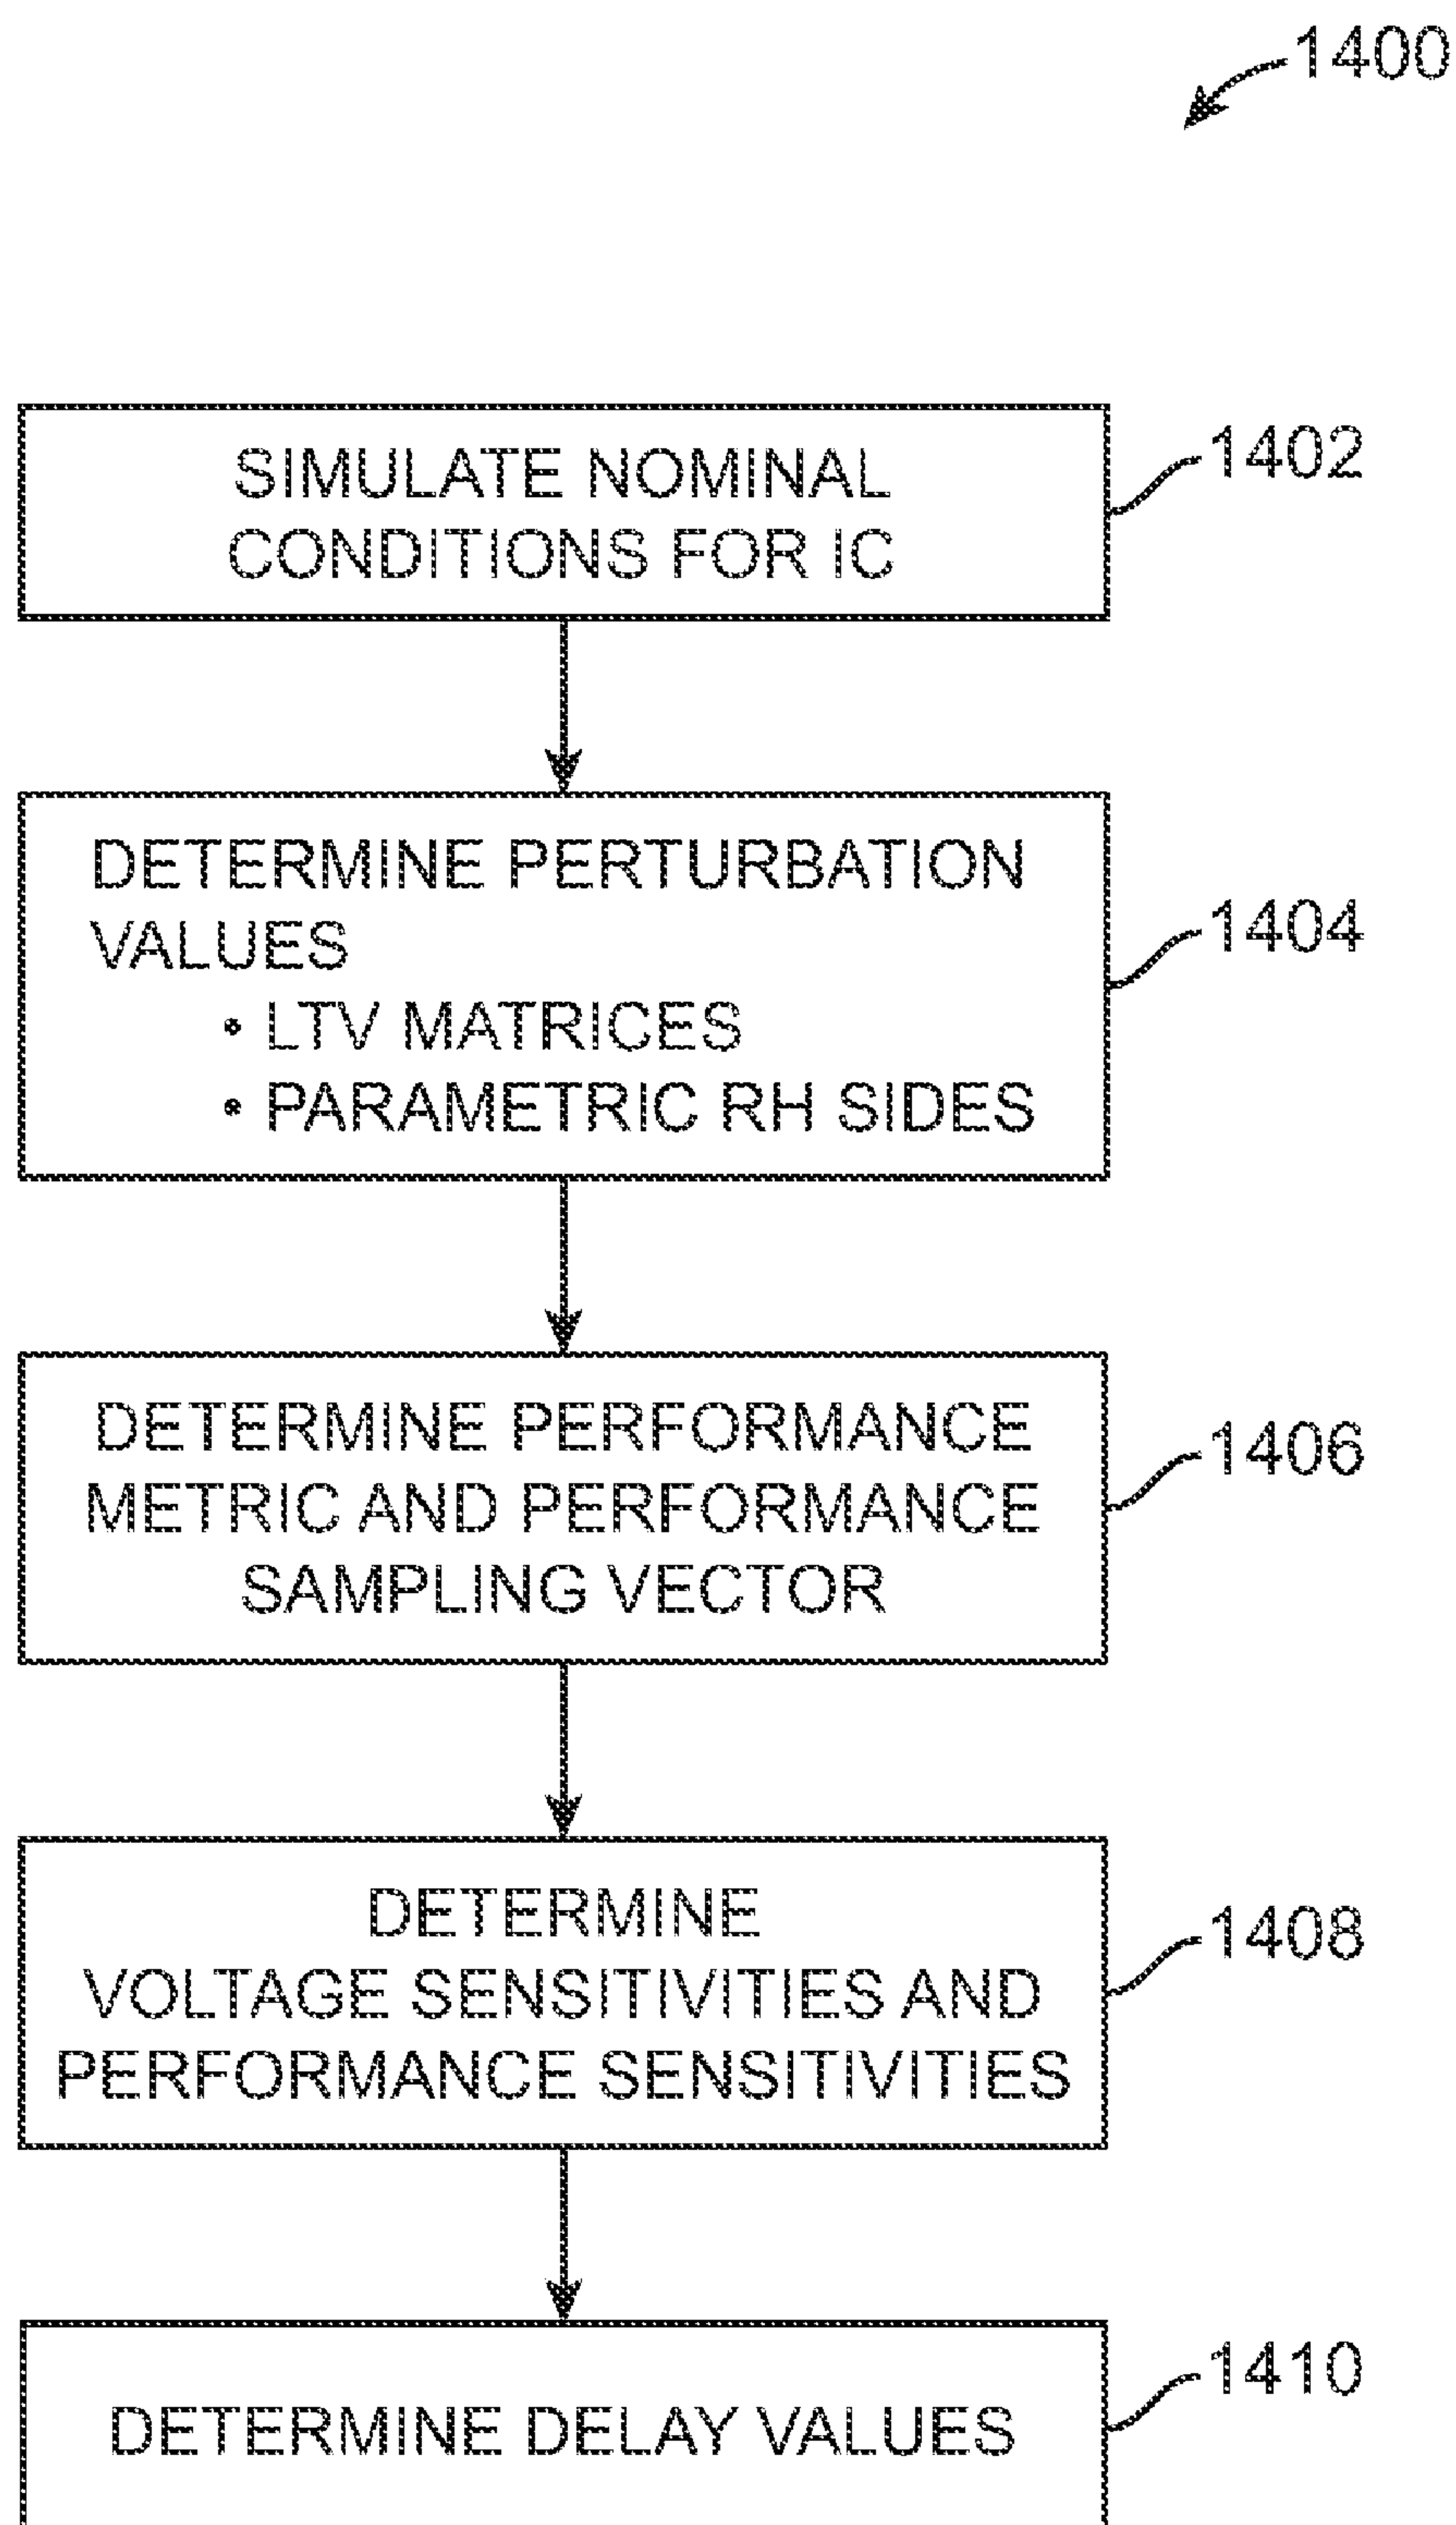 1400
SIMULATE NOMINAL
CONDITIONS FOR IC
1402
DETERMINE PERTURBATION
VALUES
• LTV MATRICES
• PARAMETRIC RH SIDES
1404
DETERMINE PERFORMANCE
METRIC AND PERFORMANCE
SAMPLING VECTOR
1406
DETERMINE
VOLTAGE SENSITIVITIES AND
PERFORMANCE SENSITIVITIES
1408
DETERMINE DELAY VALUES
1410